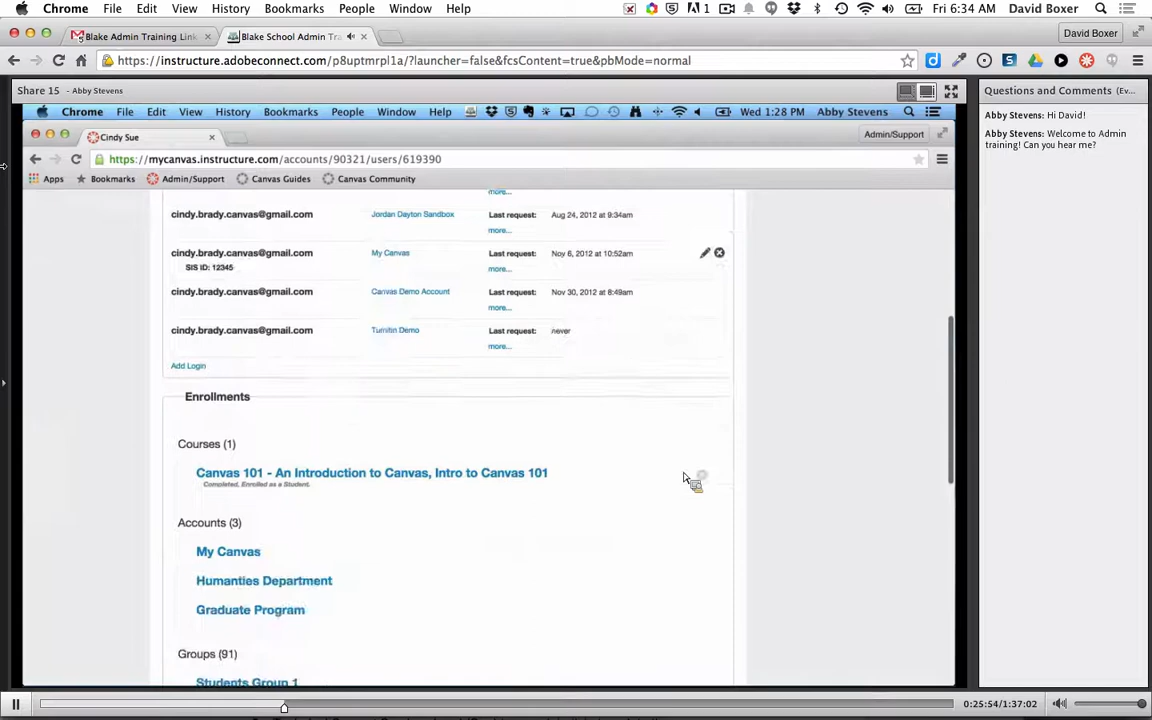 Chrome File Edit View History Bookmarks People Window Help 1 Fri 6:34 AM David Boxer
Blake Admin Training Link Blake School Admin Tra David Boxer
https://instructure.adobeconnect.com/p8uptmrpl1a/?launcher=false&fcsContent=true&pbMode=normal
Share 15 - Abby Stevens
Questions and Comments (Ev...
Chrome File Edit View History Bookmarks People Window Help Wed 1:28 PM Abby Stevens
Abby Stevens: Hi David!
Abby Stevens: Welcome to Admin
training! Can you hear me?
Cindy Sue Admin/Support
https://mycanvas.instructure.com/accounts/90321/users/619390
Apps Bookmarks Admin/Support Canvas Guides Canvas Community
more...
cindy.brady.canvas@gmail.com Jordan Dayton Sandbox Last request: Aug 24, 2012 at 9:34am
more...
cindy.brady.canvas@gmail.com My Canvas Last request: Nov 6, 2012 at 10:52am
SIS ID: 12345 more...
cindy.brady.canvas@gmail.com Canvas Demo Account Last request: Nov 30, 2012 at 8:49am
more...
cindy.brady.canvas@gmail.com Turnitin Demo Last request: never
more...
Add Login
Enrollments
Courses (1)
Canvas 101 - An Introduction to Canvas, Intro to Canvas 101
Completed, Enrolled as a Student.
Accounts (3)
My Canvas
Humanties Department
Graduate Program
Groups (91)
Students Group 1
0:25:54/1:37:02